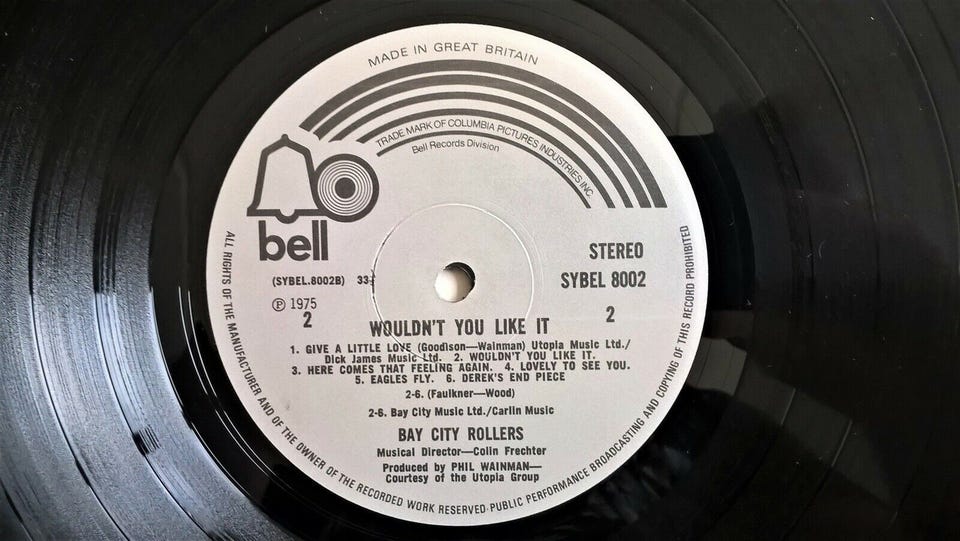 MADE IN GREAT BRITAIN
TRADE MARK OF COLUMBIA PICTURES INDUSTRIES INC.
Bell Records Division
bell
STEREO
(SYBEL.8002B) 33
SYBEL 8002
℗ 1975
2
2
WOULDN'T YOU LIKE IT
1. GIVE A LITTLE LOVE (Goodison—Wainman) Utopia Music Ltd./
Dick James Music Ltd. 2. WOULDN'T YOU LIKE IT.
3. HERE COMES THAT FEELING AGAIN. 4. LOVELY TO SEE YOU.
5. EAGLES FLY. 6. DEREK'S END PIECE
2-6. (Faulkner—Wood)
2-6. Bay City Music Ltd./Carlin Music
BAY CITY ROLLERS
Musical Director—Colin Frechter
Produced by PHIL WAINMAN—
Courtesy of the Utopia Group
ALL RIGHTS OF THE MANUFACTURER AND OF THE OWNER OF THE RECORDED WORK RESERVED·PUBLIC PERFORMANCE BROADCASTING AND COPYING OF THIS RECORD PROHIBITED